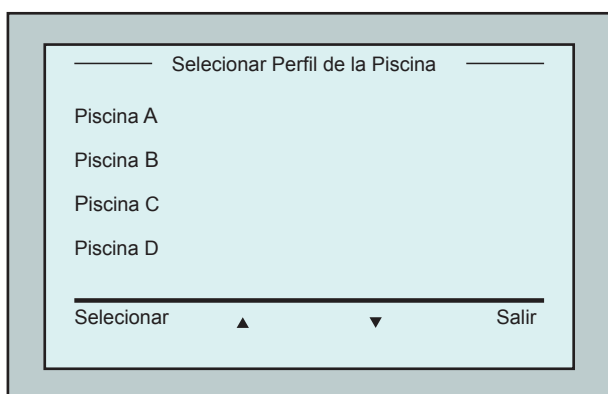 Selecionar Perfil de la Piscina
Piscina A
Piscina B
Piscina C
Piscina D
Selecionar ▲ ▼ Salir